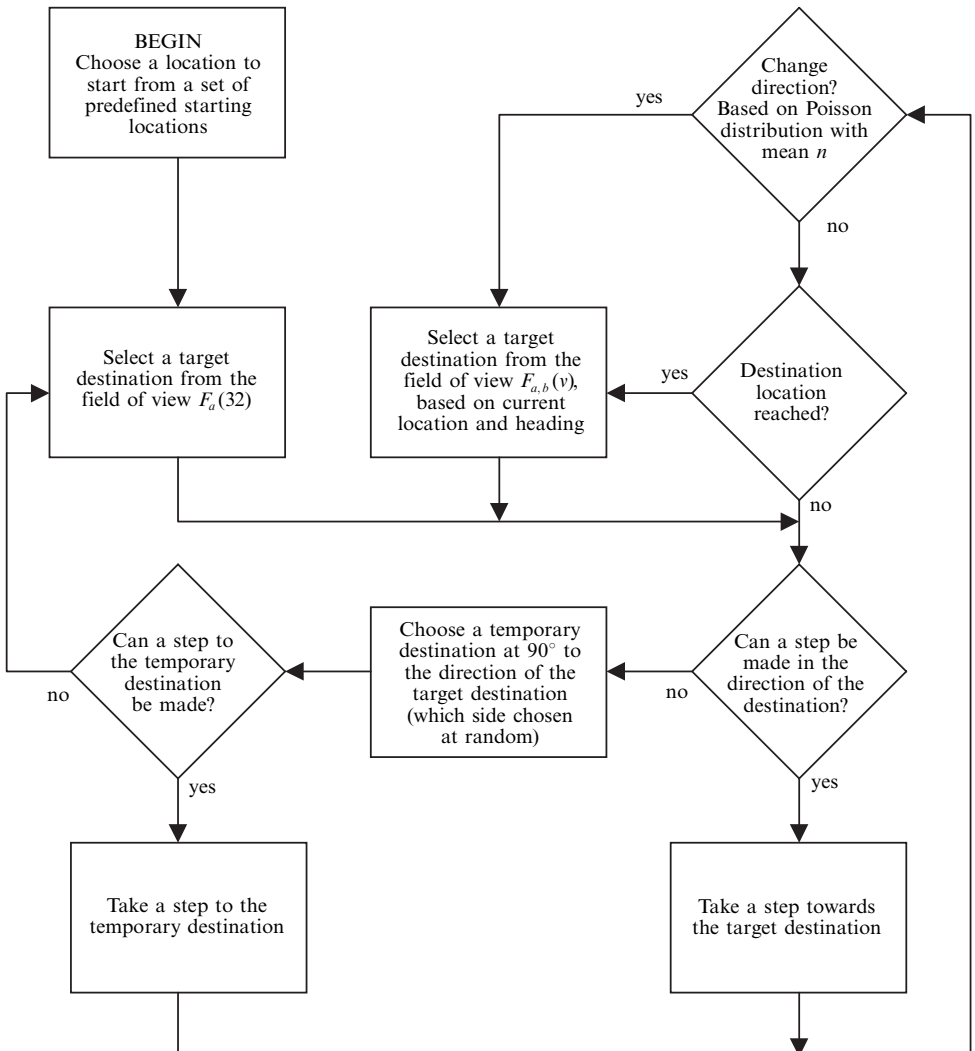 BEGIN
Choose a location to
start from a set of
predefined starting
locations
Change
direction?
Based on Poisson
distribution with
mean n
yes
no
Select a target
destination from the
field of view Fa(32)
Select a target
destination from the
field of view Fa,b(v),
based on current
location and heading
yes
Destination
location
reached?
no
Can a step to
the temporary
destination
be made?
no
yes
Choose a temporary
destination at 90° to
the direction of the
target destination
(which side chosen
at random)
no
Can a step be
made in the
direction of the
destination?
yes
Take a step to the
temporary destination
Take a step towards
the target destination